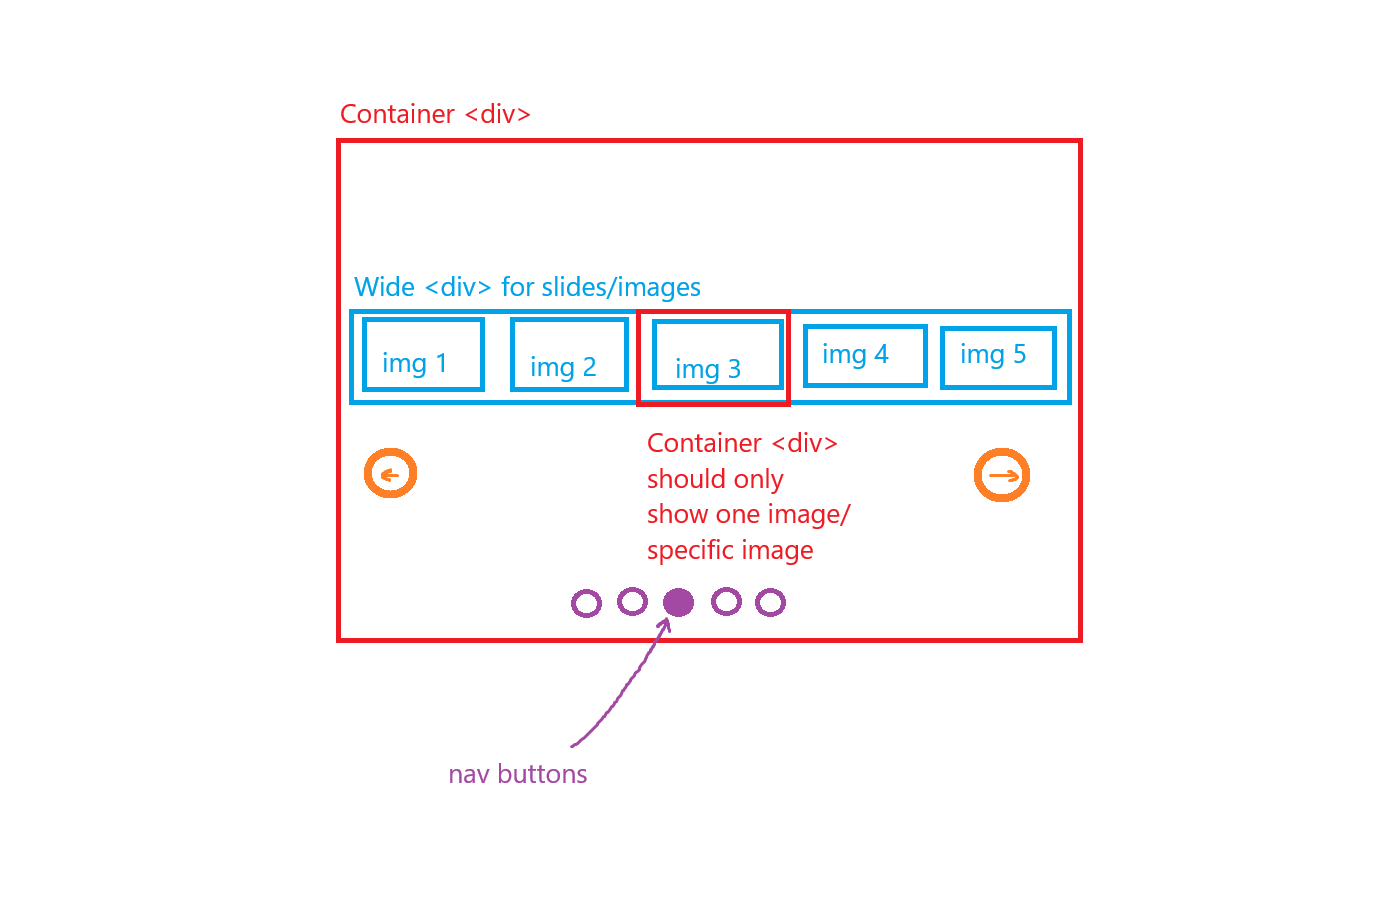 Container <div>
Wide <div> for slides/images
img 1
img 2
img 3
img 4
img 5
Container <div>
should only
show one image/
specific image
nav buttons